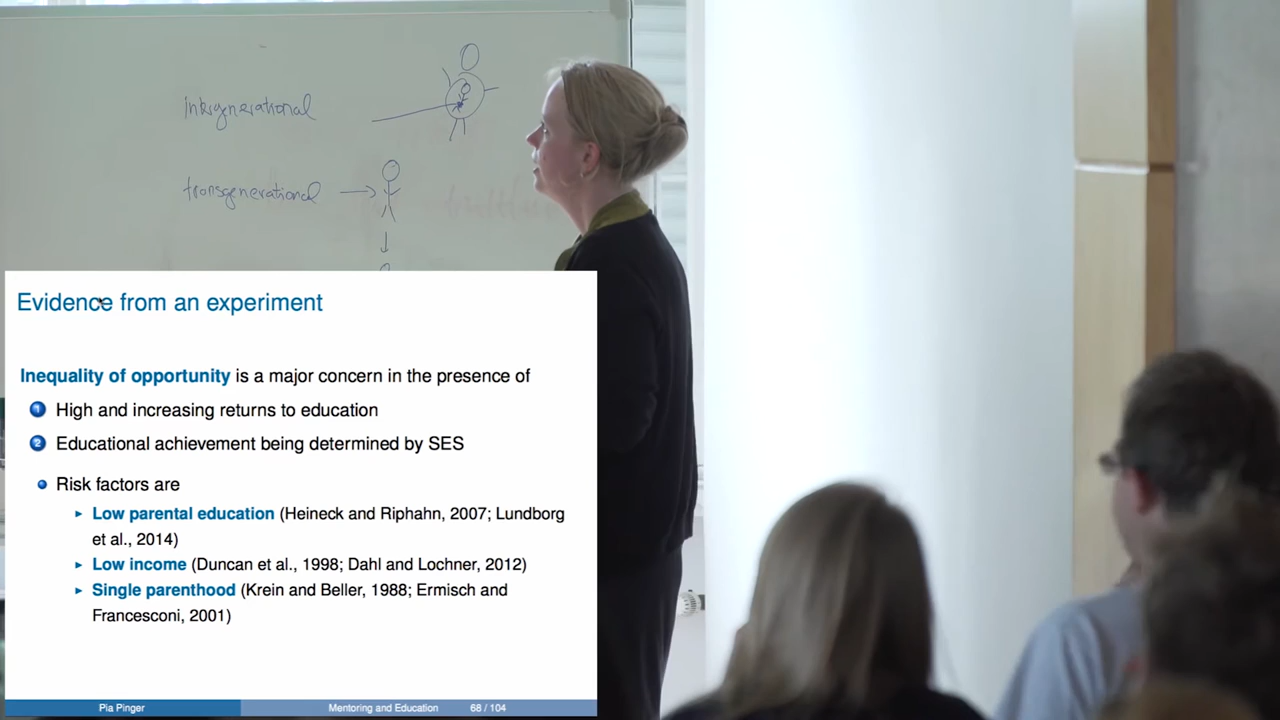 intergenerational
transgenerational
Evidence from an experiment
Inequality of opportunity is a major concern in the presence of
1 High and increasing returns to education
2 Educational achievement being determined by SES
Risk factors are
Low parental education (Heineck and Riphahn, 2007; Lundborg
et al., 2014)
Low income (Duncan et al., 1998; Dahl and Lochner, 2012)
Single parenthood (Krein and Beller, 1988; Ermisch and
Francesconi, 2001)
Pia Pinger Mentoring and Education 68 / 104